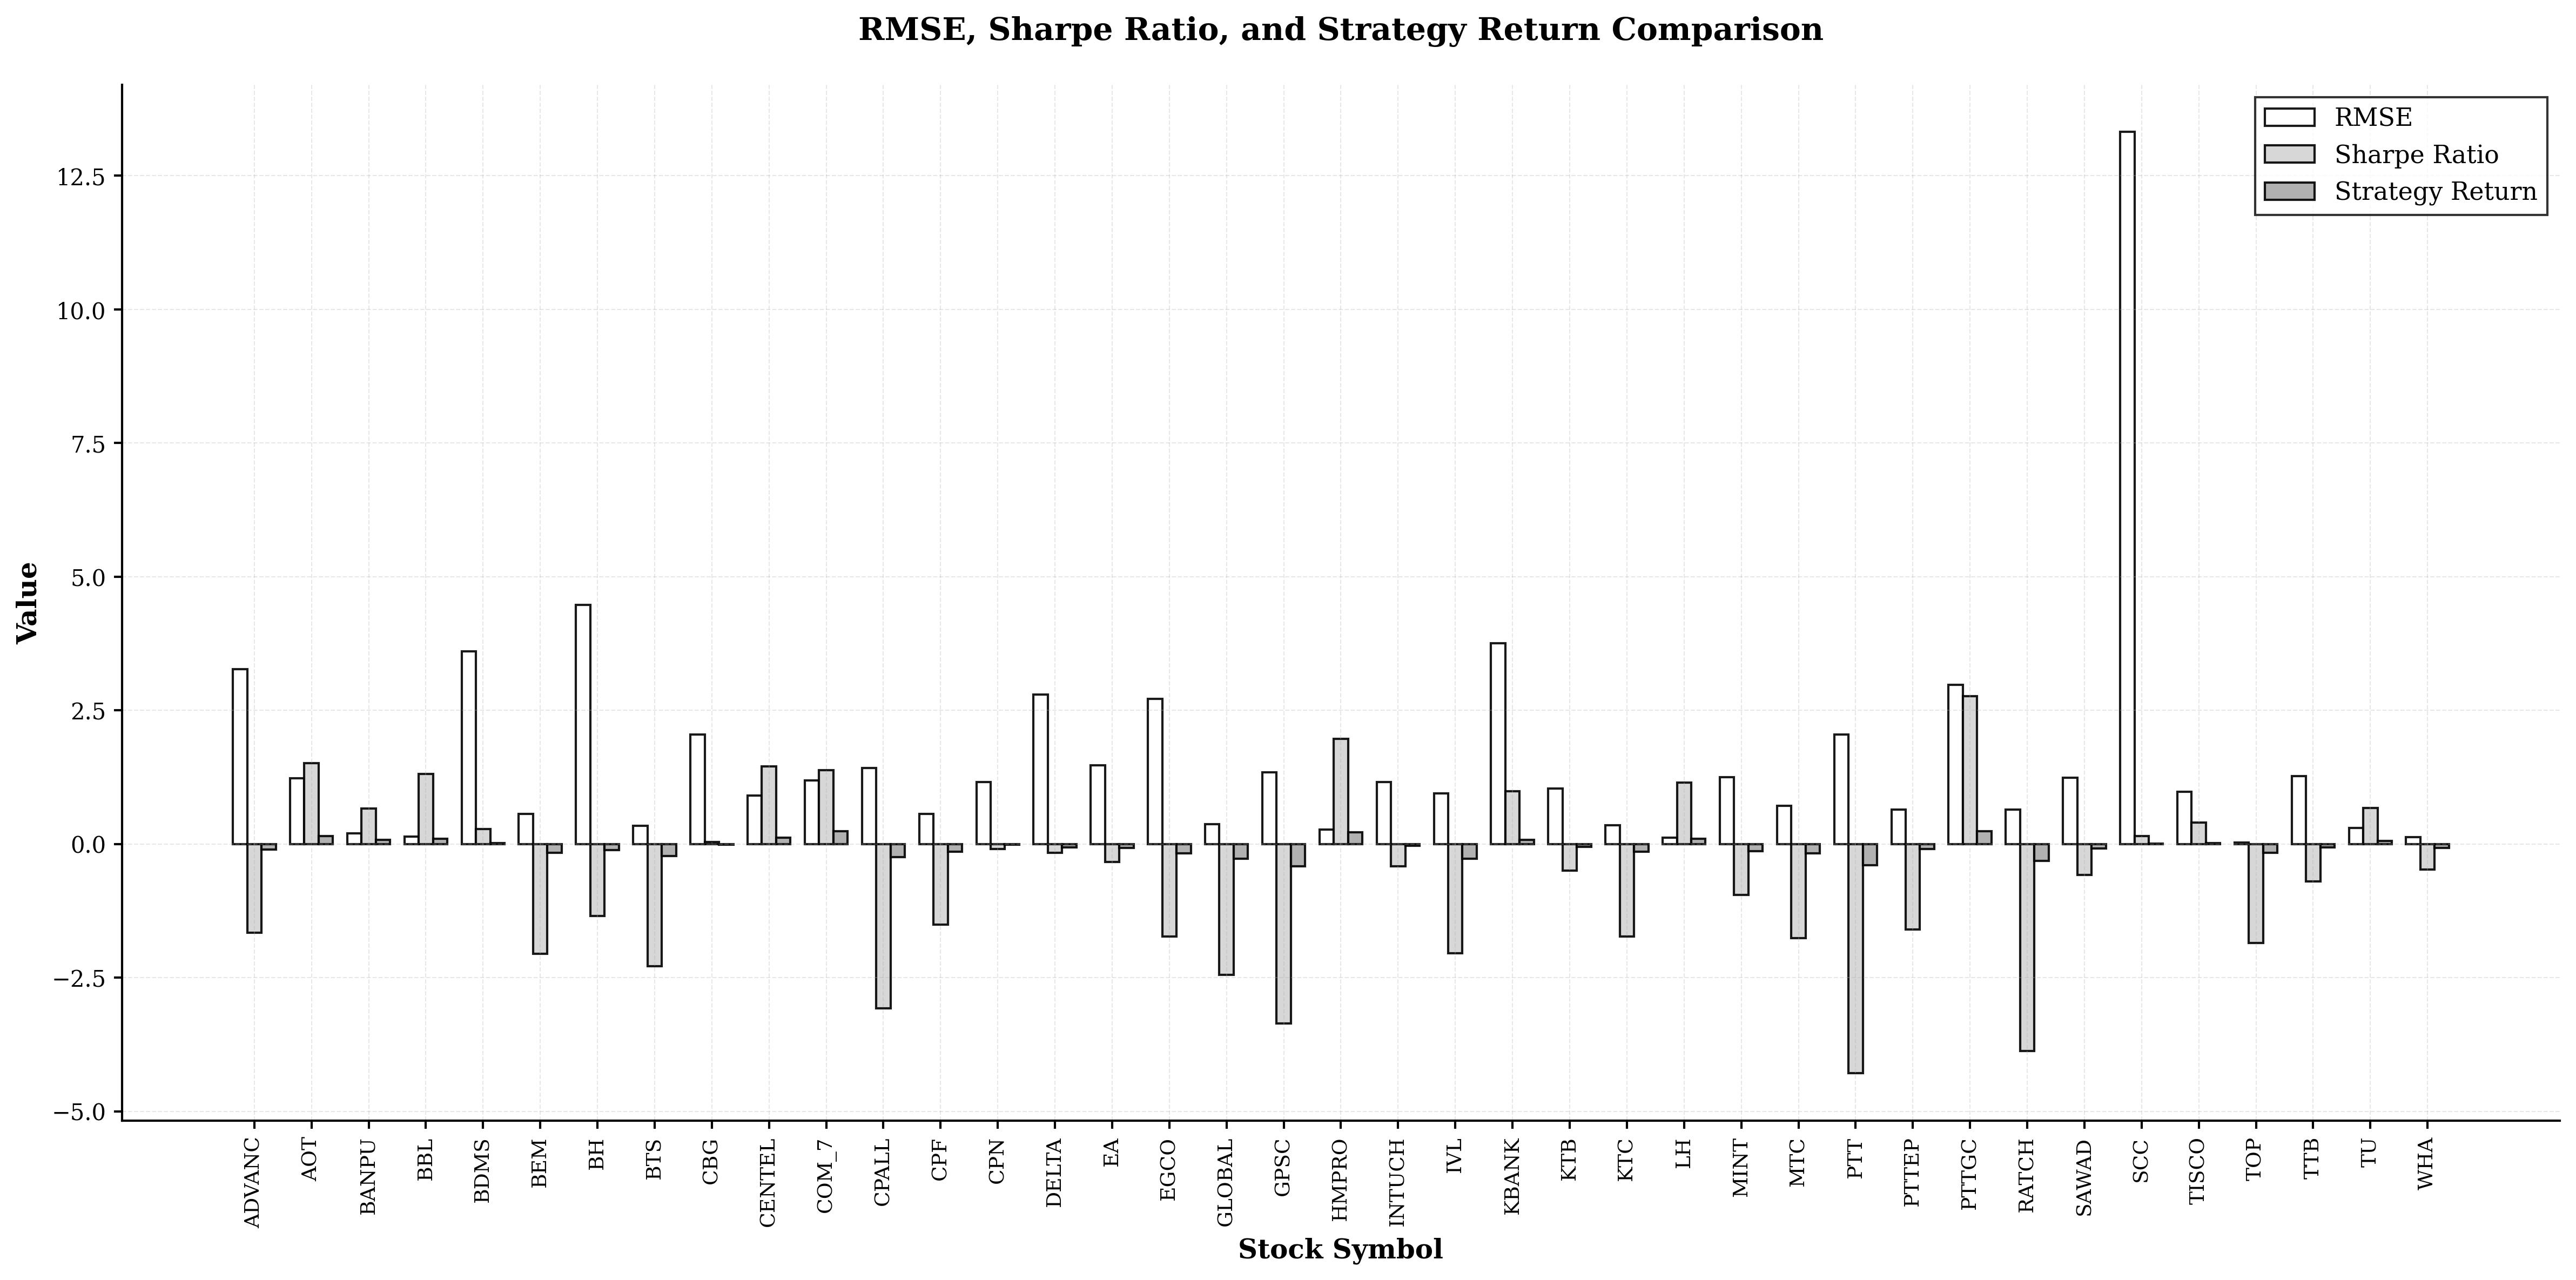 RMSE, Sharpe Ratio, and Strategy Return Comparison
RMSE
Sharpe Ratio
Strategy Return
Value
12.5
10.0
7.5
5.0
2.5
0.0
−2.5
−5.0
ADVANC
AOT
BANPU
BBL
BDMS
BEM
BH
BTS
CBG
CENTEL
COM_7
CPALL
CPF
CPN
DELTA
EA
EGCO
GLOBAL
GPSC
HMPRO
INTUCH
IVL
KBANK
KTB
KTC
LH
MINT
MTC
PTT
PTTEP
PTTGC
RATCH
SAWAD
SCC
TISCO
TOP
TTB
TU
WHA
Stock Symbol